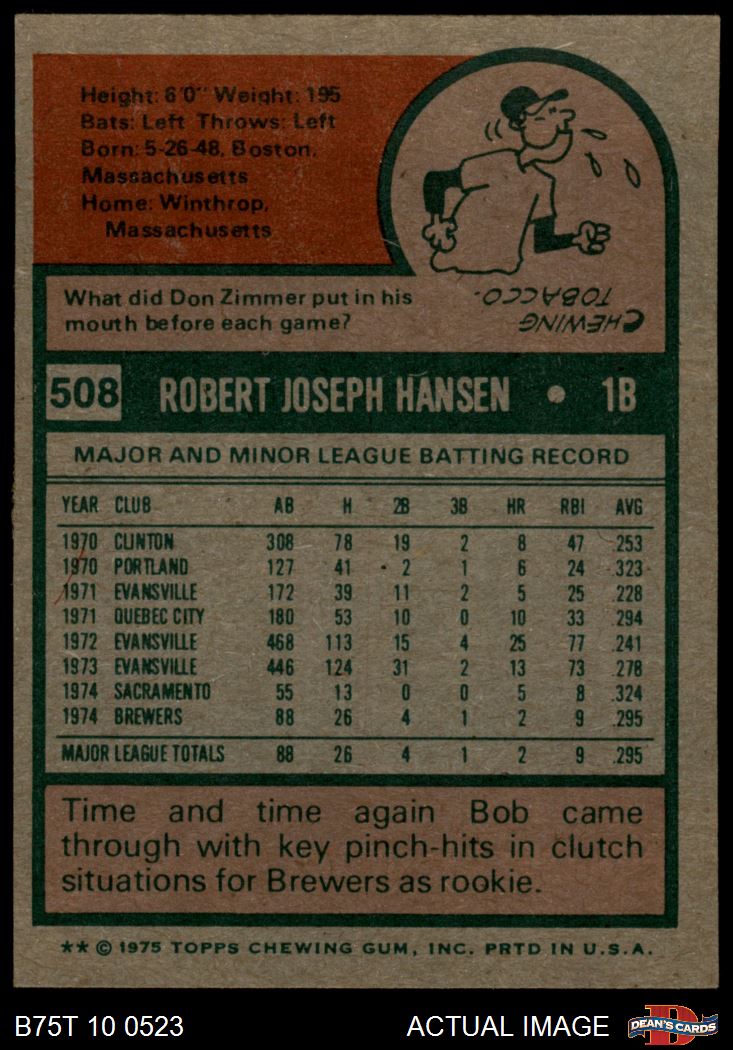 Height: 6'0" Weight: 195
Bats: Left Throws: Left
Born: 5-26-48, Boston,
Massachusetts
Home: Winthrop,
Massachusetts
What did Don Zimmer put in his
mouth before each game?
CHEWING
TOBACCO.
508 ROBERT JOSEPH HANSEN • 1B
MAJOR AND MINOR LEAGUE BATTING RECORD
YEAR CLUB AB H 2B 3B HR RBI AVG
1970 CLINTON 308 78 19 2 8 47 .253
1970 PORTLAND 127 41 2 1 6 24 .323
1971 EVANSVILLE 172 39 11 2 5 25 .228
1971 QUEBEC CITY 180 53 10 0 10 33 .294
1972 EVANSVILLE 468 113 15 4 25 77 .241
1973 EVANSVILLE 446 124 31 2 13 73 .278
1974 SACRAMENTO 55 13 0 0 5 8 .324
1974 BREWERS 88 26 4 1 2 9 .295
MAJOR LEAGUE TOTALS 88 26 4 1 2 9 .295
Time and time again Bob came
through with key pinch-hits in clutch
situations for Brewers as rookie.
** © 1975 TOPPS CHEWING GUM, INC. PRTD IN U.S.A.
B75T 10 0523 ACTUAL IMAGE DEAN'S CARDS